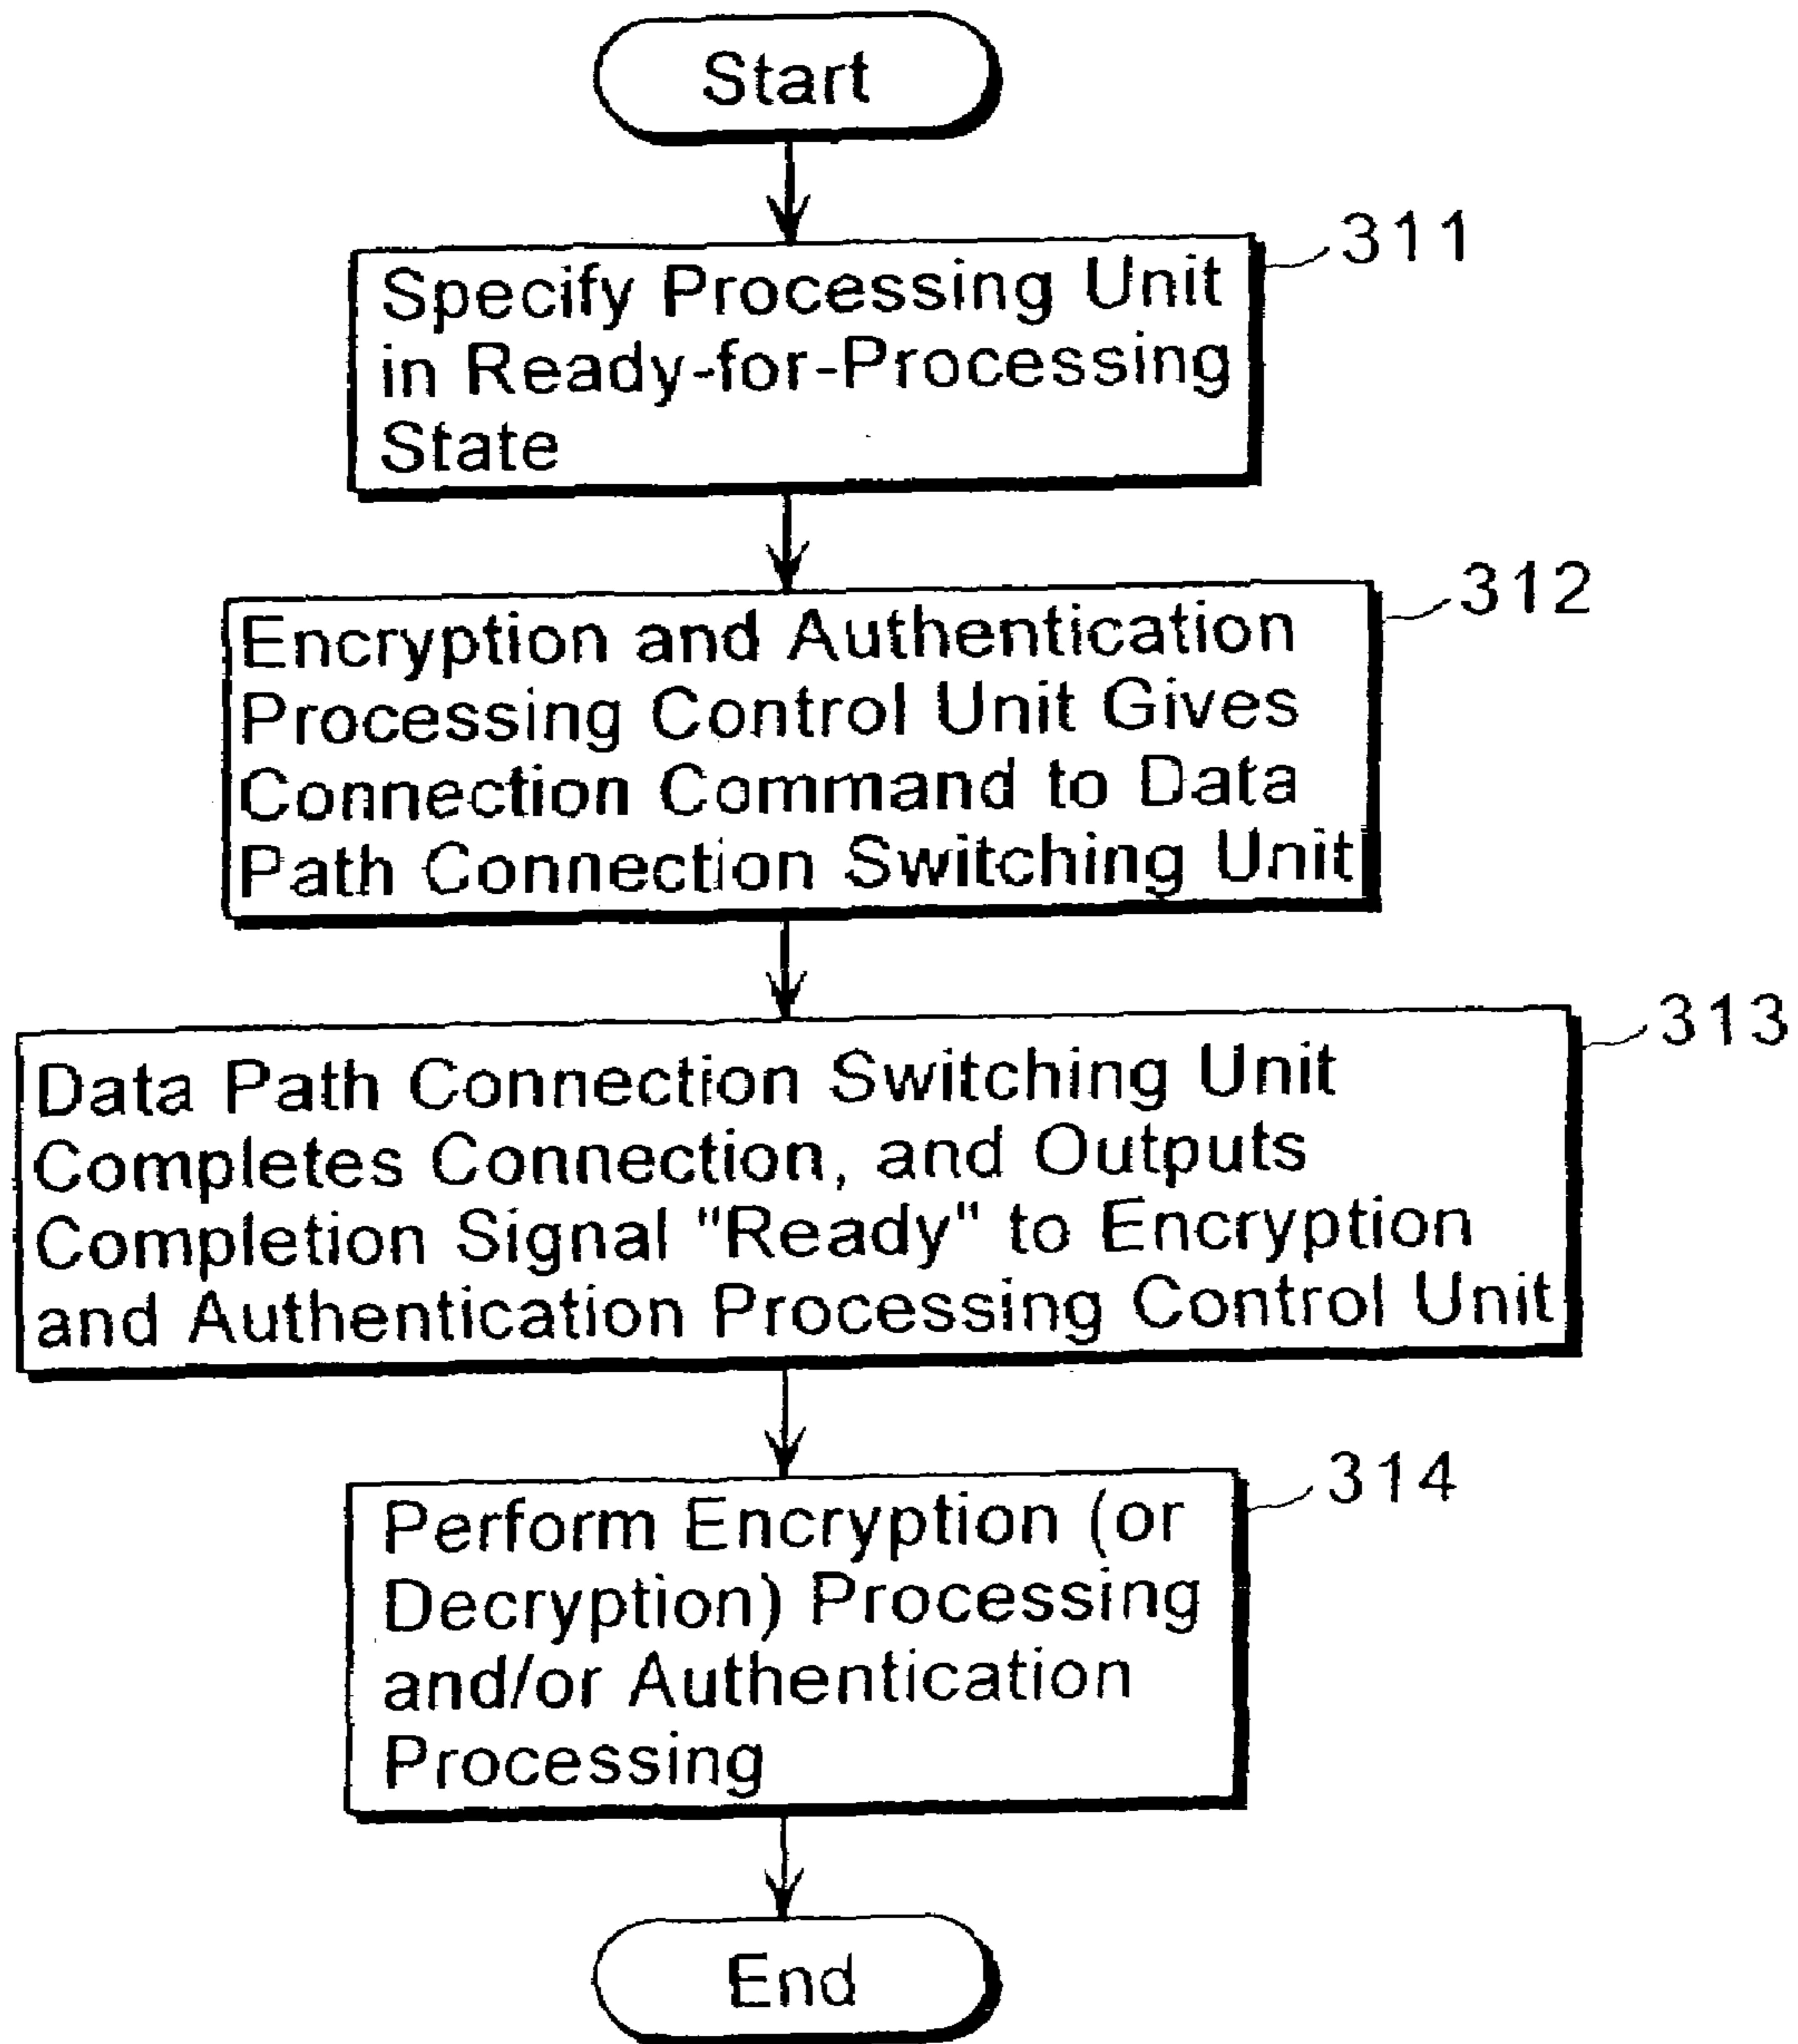 Start
311
Specify Processing Unit
in Ready-for-Processing
State
312
Encryption and Authentication
Processing Control Unit Gives
Connection Command to Data
Path Connection Switching Unit
313
Data Path Connection Switching Unit
Completes Connection, and Outputs
Completion Signal "Ready" to Encryption
and Authentication Processing Control Unit
314
Perform Encryption (or
Decryption) Processing
and/or Authentication
Processing
End